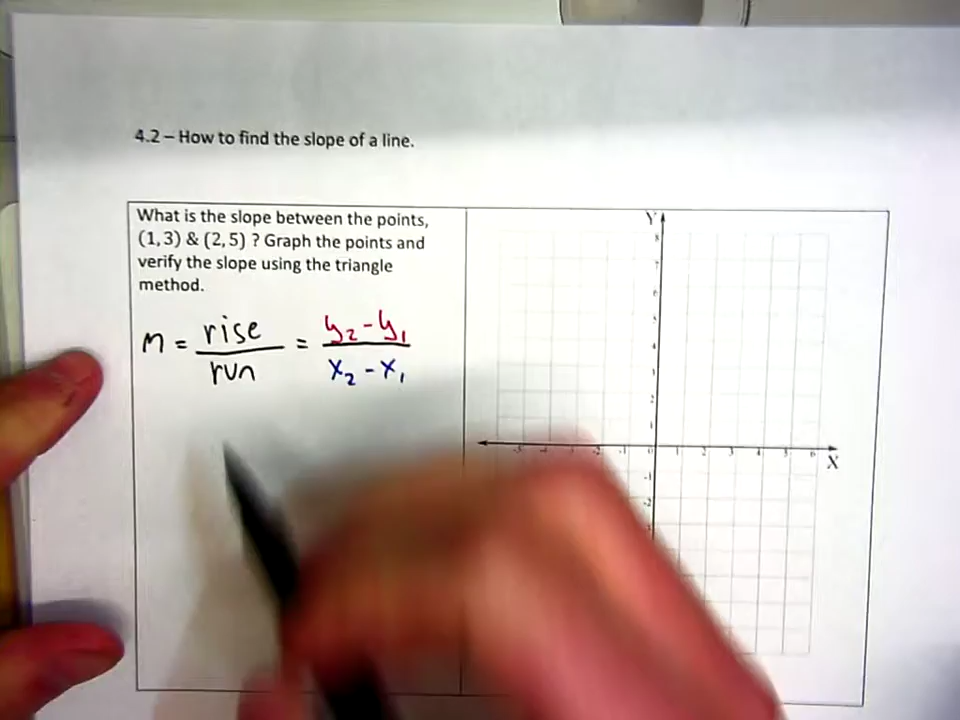 4.2 – How to find the slope of a line.
What is the slope between the points,
(1,3) & (2,5) ? Graph the points and
verify the slope using the triangle
method.
m = rise / run = y₂ - y₁ / x₂ - x₁
Y
X